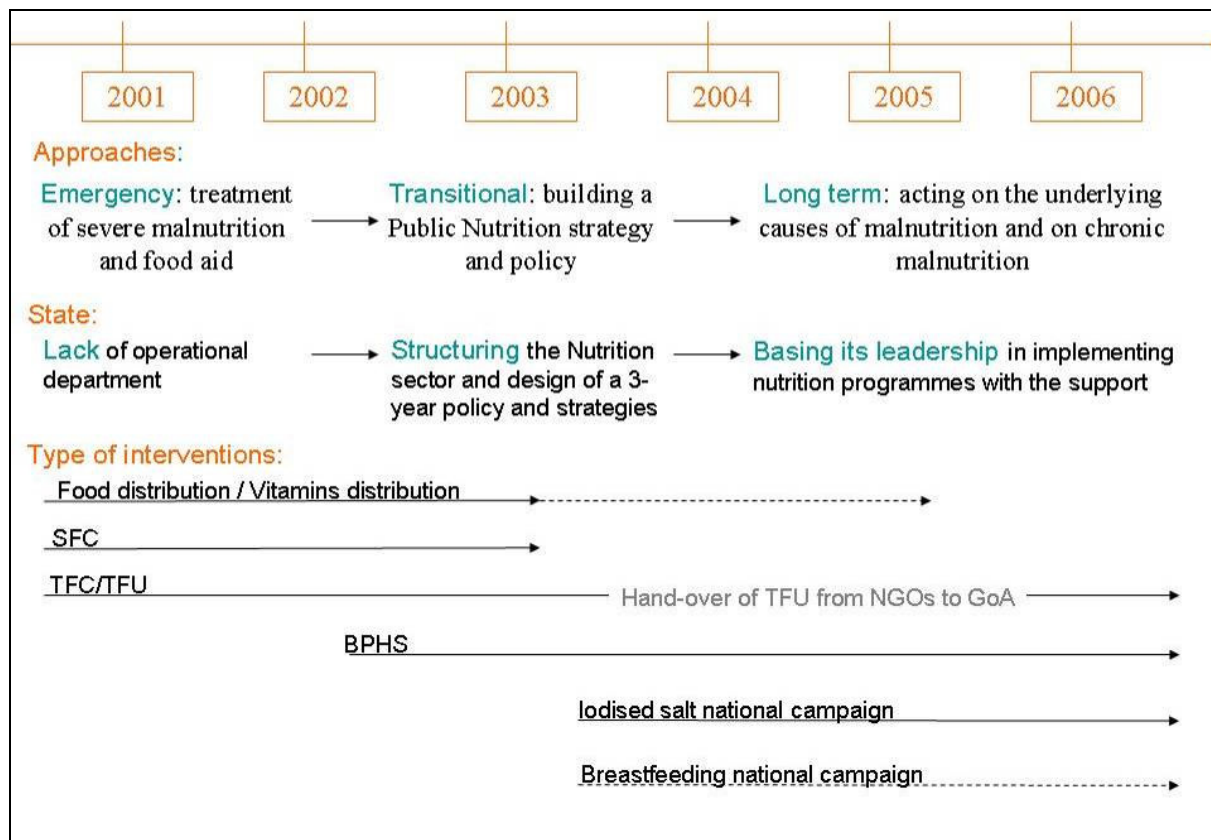 2001 2002 2003 2004 2005 2006
Approaches:
Emergency: treatment
of severe malnutrition
and food aid
Transitional: building a
Public Nutrition strategy
and policy
Long term: acting on the underlying
causes of malnutrition and on chronic
malnutrition
State:
Lack of operational
department
Structuring the Nutrition
sector and design of a 3-
year policy and strategies
Basing its leadership in implementing
nutrition programmes with the support
Type of interventions:
Food distribution / Vitamins distribution
SFC
TFC/TFU
Hand-over of TFU from NGOs to GoA
BPHS
Iodised salt national campaign
Breastfeeding national campaign